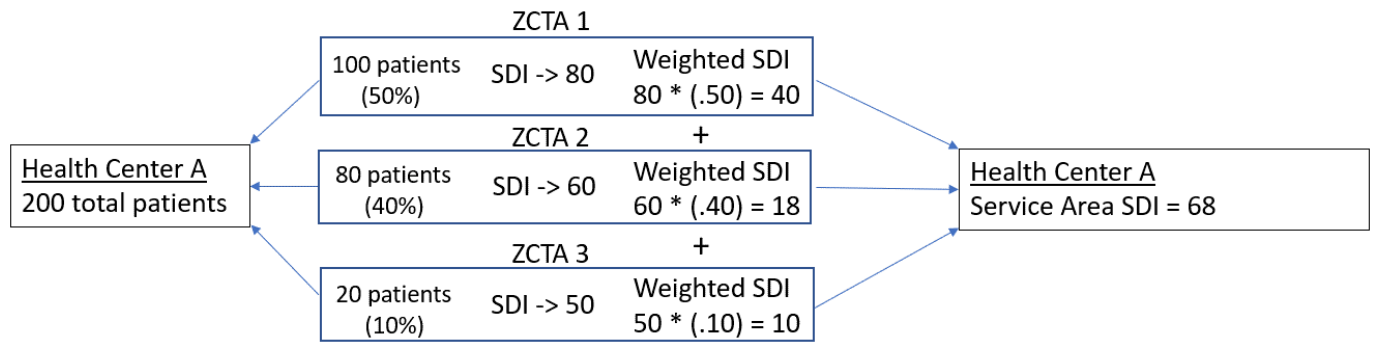 ZCTA 1
100 patients
(50%)
SDI -> 80
Weighted SDI
80 * (.50) = 40
+
Health Center A
200 total patients
ZCTA 2
80 patients
(40%)
SDI -> 60
Weighted SDI
60 * (.40) = 18
+
Health Center A
Service Area SDI = 68
ZCTA 3
20 patients
(10%)
SDI -> 50
Weighted SDI
50 * (.10) = 10